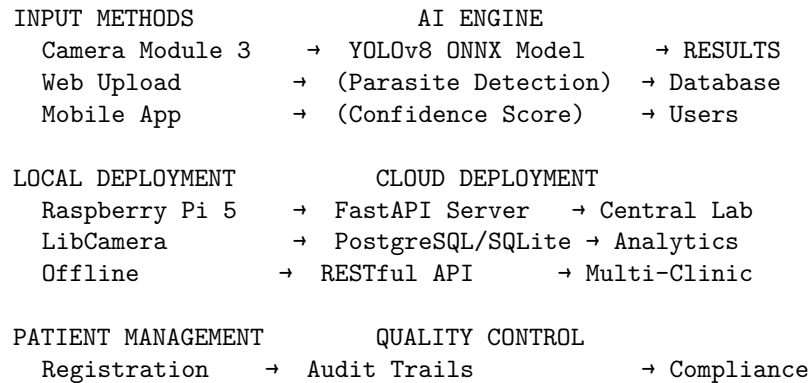 INPUT METHODS AI ENGINE
Camera Module 3 → YOLOv8 ONNX Model → RESULTS
Web Upload → (Parasite Detection) → Database
Mobile App → (Confidence Score) → Users
LOCAL DEPLOYMENT CLOUD DEPLOYMENT
Raspberry Pi 5 → FastAPI Server → Central Lab
LibCamera → PostgreSQL/SQLite → Analytics
Offline → RESTful API → Multi-Clinic
PATIENT MANAGEMENT QUALITY CONTROL
Registration → Audit Trails → Compliance